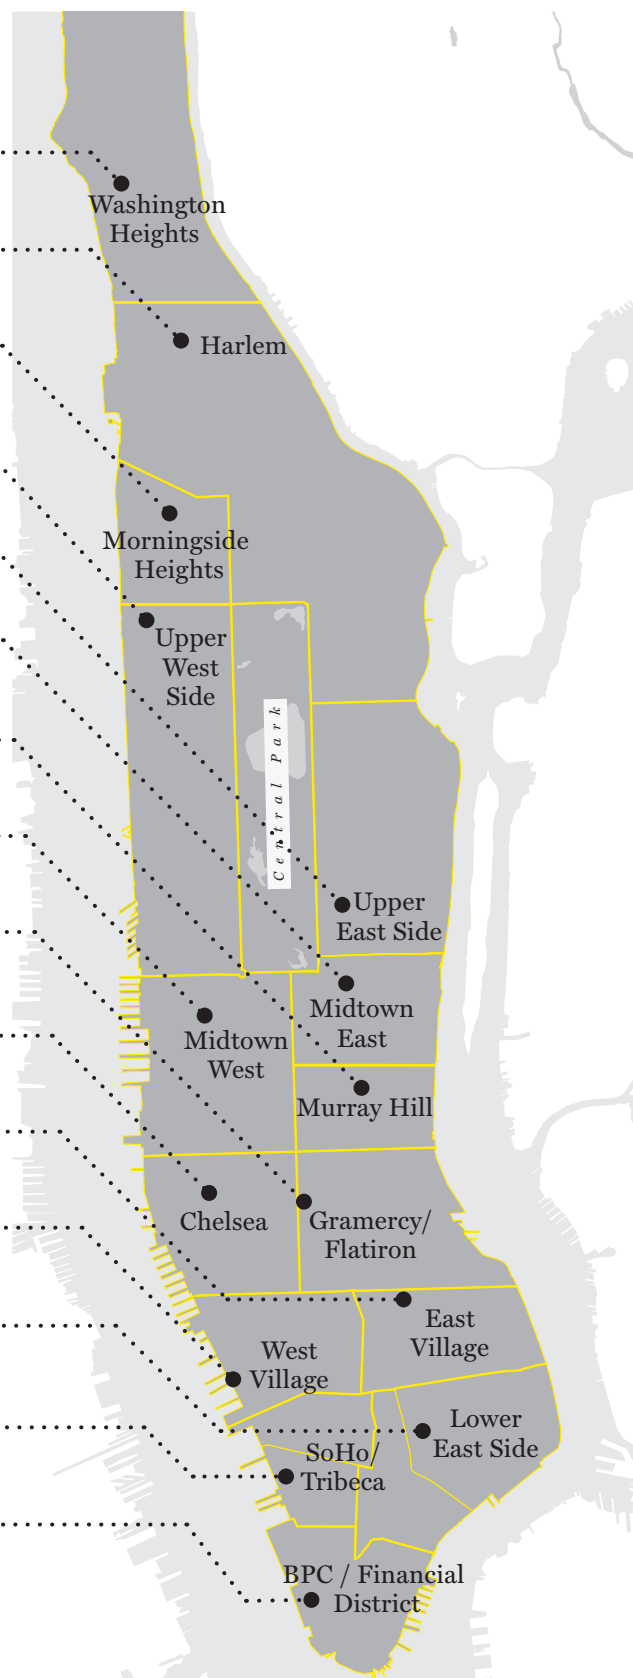 Washington
Heights
Harlem
Morningside
Heights
Upper
West
Side
Central Park
Upper
East Side
Midtown
East
Midtown
West
Murray Hill
Chelsea
Gramercy/
Flatiron
East
Village
West
Village
Lower
East Side
SoHo/
Tribeca
BPC / Financial
District